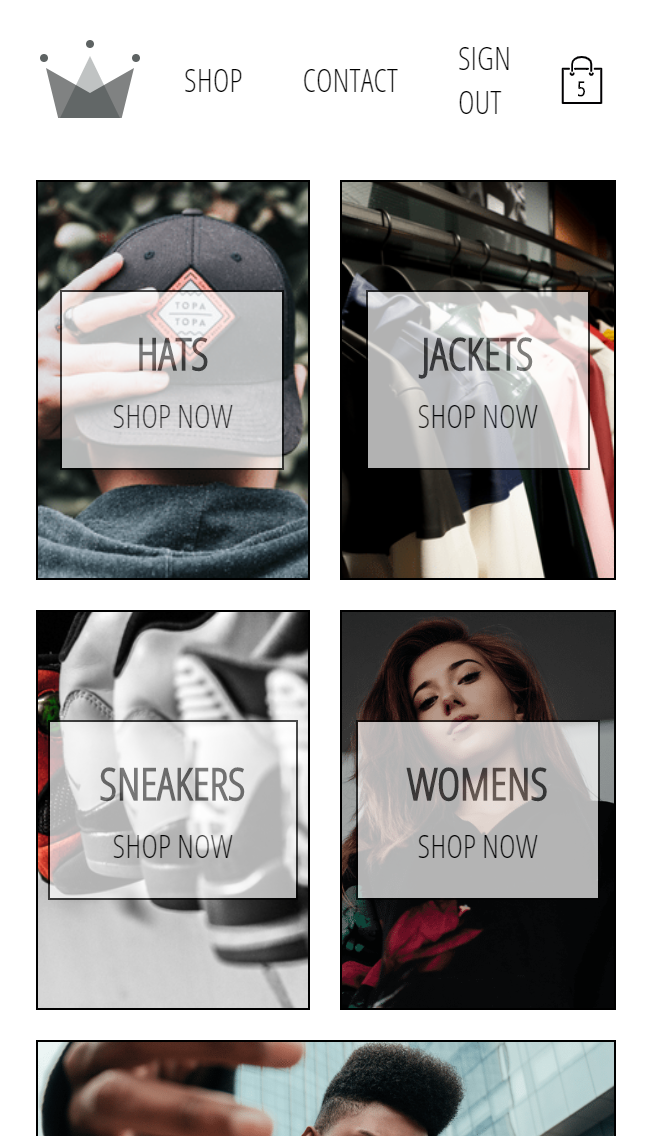 SHOP
CONTACT
SIGN
OUT
5
TOPA
TOPA
HATS
SHOP NOW
JACKETS
SHOP NOW
SNEAKERS
SHOP NOW
WOMENS
SHOP NOW